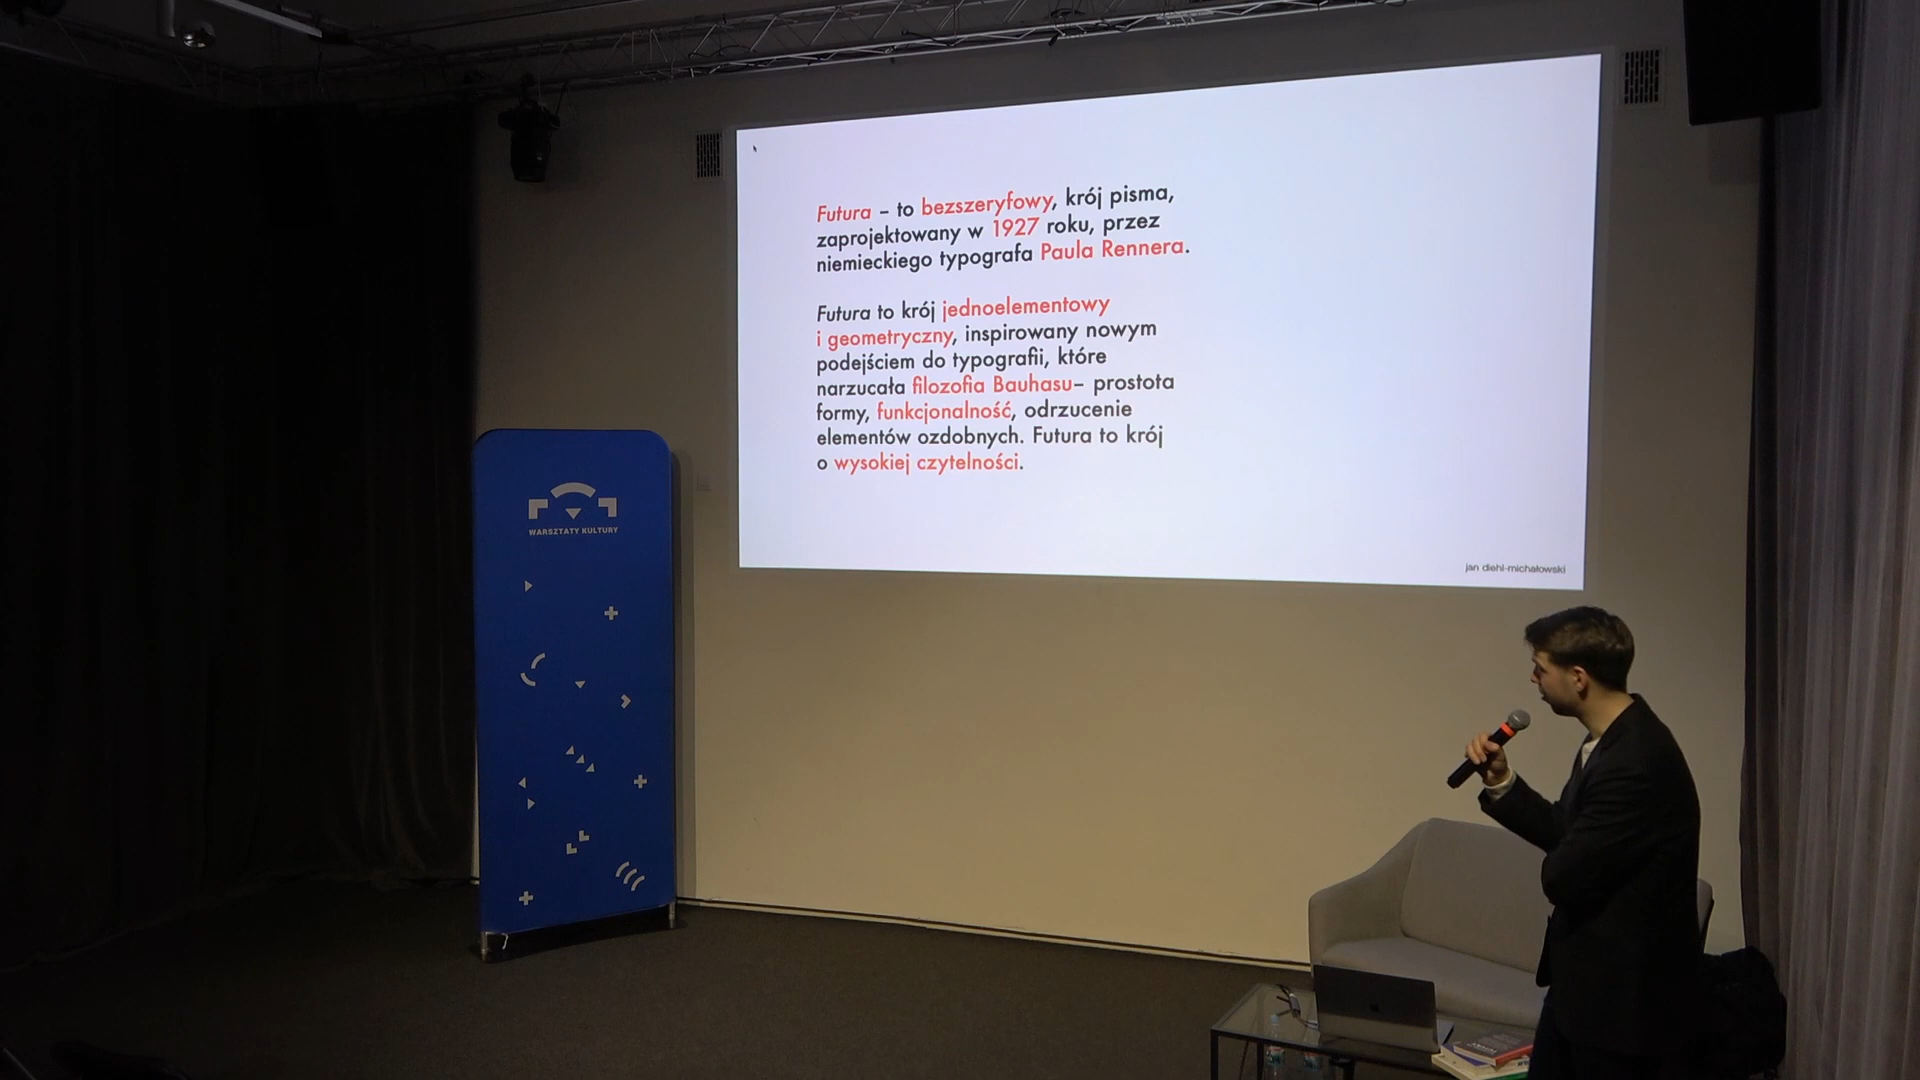 Futura – to bezszeryfowy, krój pisma,
zaprojektowany w 1927 roku, przez
niemieckiego typografa Paula Rennera.
Futura to krój jednoelementowy
i geometryczny, inspirowany nowym
podejściem do typografii, które
narzucała filozofia Bauhasu– prostota
formy, funkcjonalność, odrzucenie
elementów ozdobnych. Futura to krój
o wysokiej czytelności.
jan diehl-michałowski
WARSZTATY KULTURY